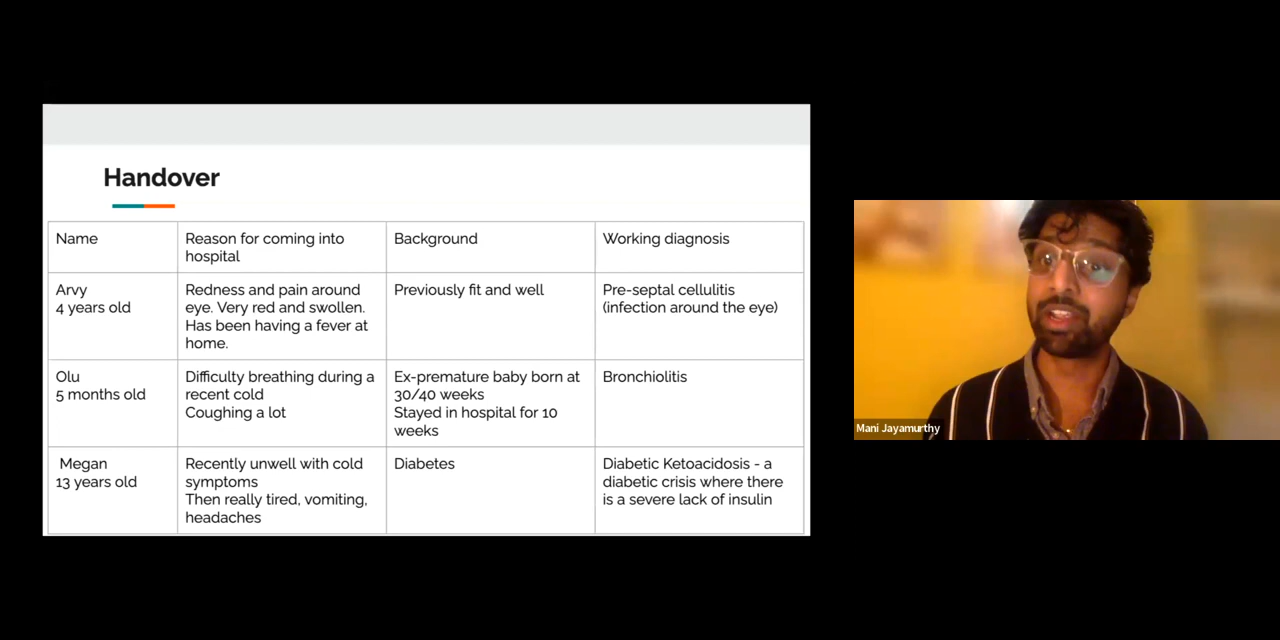 Handover
Name
Reason for coming into
hospital
Background
Working diagnosis
Arvy
4 years old
Redness and pain around
eye. Very red and swollen.
Has been having a fever at
home.
Previously fit and well
Pre-septal cellulitis
(infection around the eye)
Olu
5 months old
Difficulty breathing during a
recent cold
Coughing a lot
Ex-premature baby born at
30/40 weeks
Stayed in hospital for 10
weeks
Bronchiolitis
Megan
13 years old
Recently unwell with cold
symptoms
Then really tired, vomiting,
headaches
Diabetes
Diabetic Ketoacidosis - a
diabetic crisis where there
is a severe lack of insulin
Mani Jayamurthy